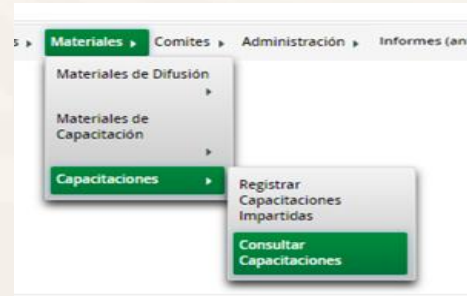 Materiales Comites Administración Informes (an
Materiales de Difusión
Materiales de
Capacitación
Capacitaciones
Registrar
Capacitaciones
Impartidas
Consultar
Capacitaciones